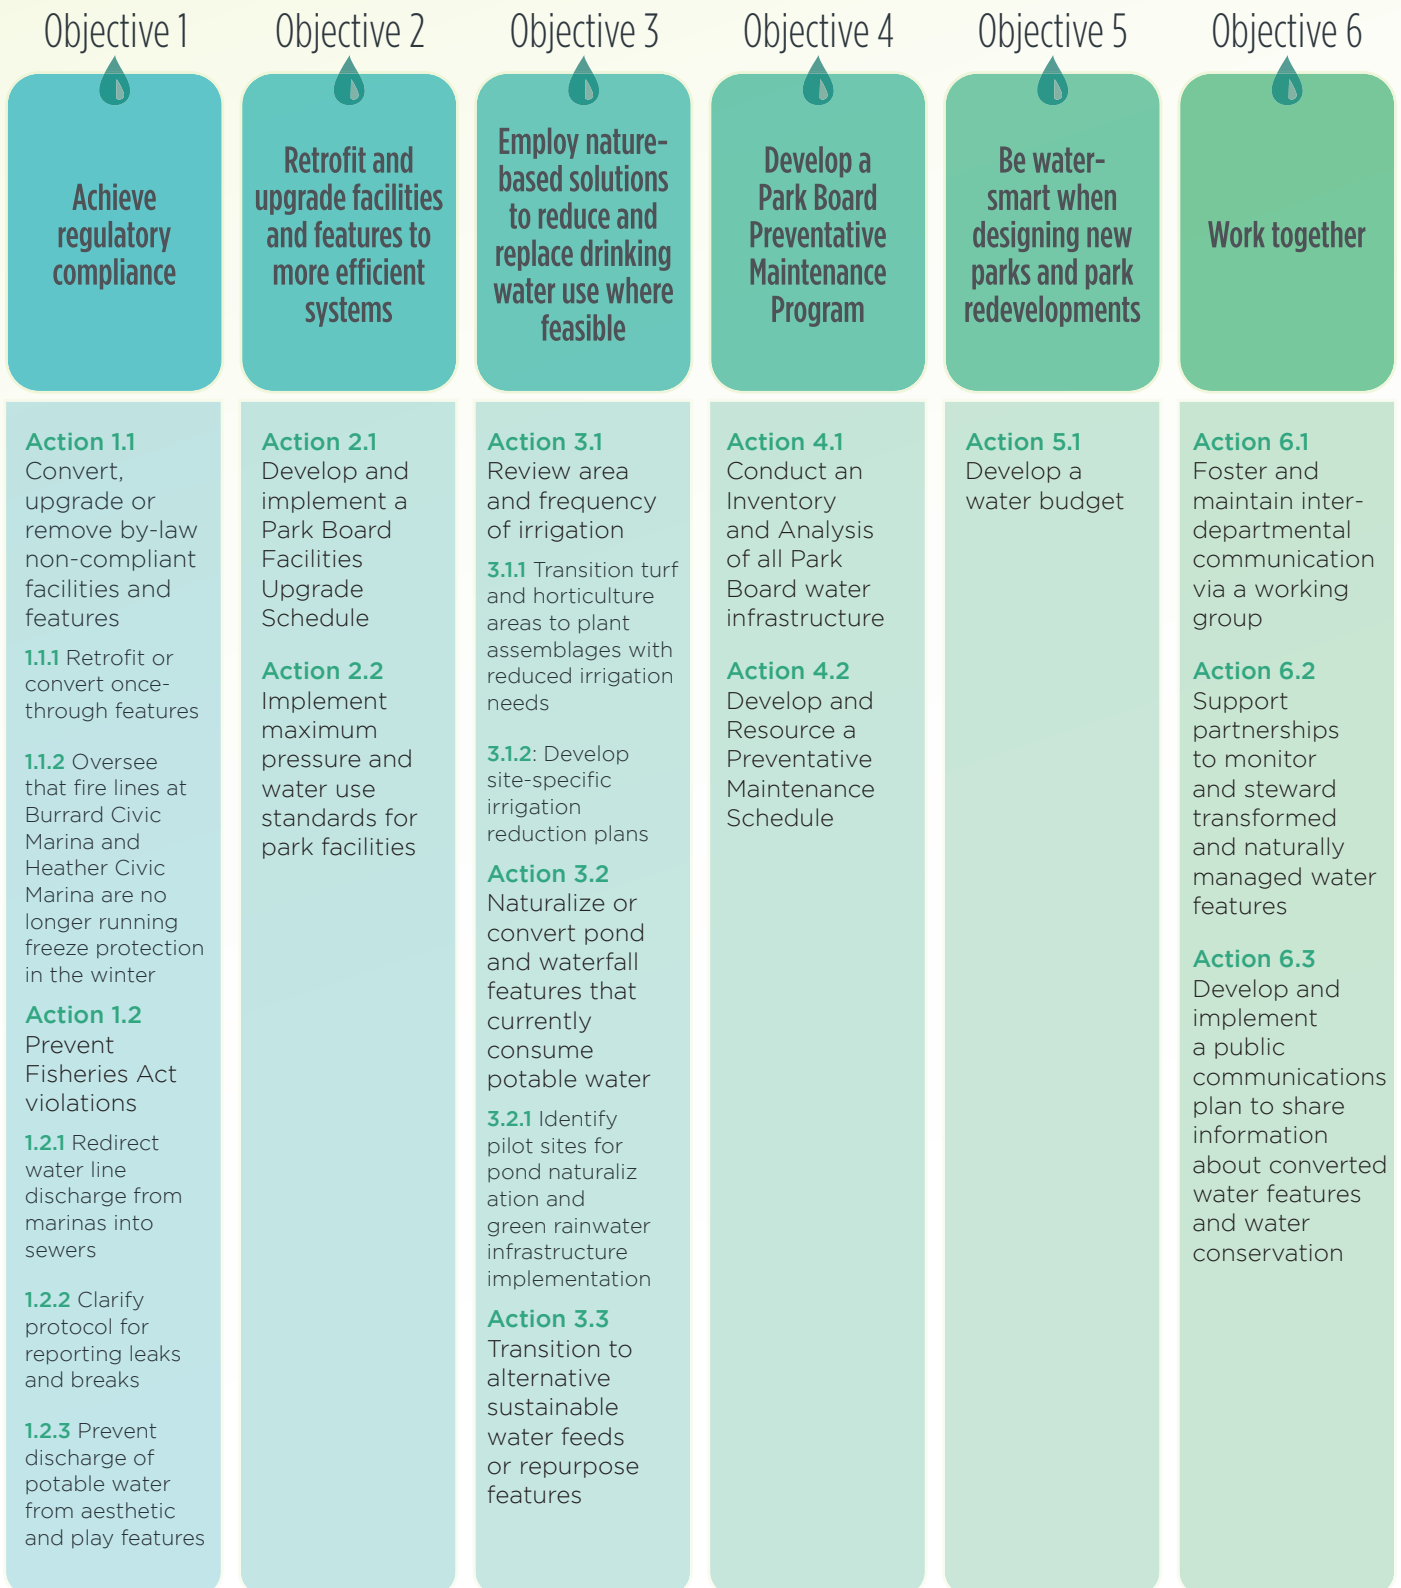 Objective 1
Achieve
regulatory
compliance
Action 1.1
Convert,
upgrade or
remove by-law
non-compliant
facilities and
features
1.1.1 Retrofit or
convert once-
through features
1.1.2 Oversee
that fire lines at
Burrard Civic
Marina and
Heather Civic
Marina are no
longer running
freeze protection
in the winter
Action 1.2
Prevent
Fisheries Act
violations
1.2.1 Redirect
water line
discharge from
marinas into
sewers
1.2.2 Clarify
protocol for
reporting leaks
and breaks
1.2.3 Prevent
discharge of
potable water
from aesthetic
and play features
Objective 2
Retrofit and
upgrade facilities
and features to
more efficient
systems
Action 2.1
Develop and
implement a
Park Board
Facilities
Upgrade
Schedule
Action 2.2
Implement
maximum
pressure and
water use
standards for
park facilities
Objective 3
Employ nature-
based solutions
to reduce and
replace drinking
water use where
feasible
Action 3.1
Review area
and frequency
of irrigation
3.1.1 Transition turf
and horticulture
areas to plant
assemblages with
reduced irrigation
needs
3.1.2: Develop
site-specific
irrigation
reduction plans
Action 3.2
Naturalize or
convert pond
and waterfall
features that
currently
consume
potable water
3.2.1 Identify
pilot sites for
pond naturaliz
ation and
green rainwater
infrastructure
implementation
Action 3.3
Transition to
alternative
sustainable
water feeds
or repurpose
features
Objective 4
Develop a
Park Board
Preventative
Maintenance
Program
Action 4.1
Conduct an
Inventory
and Analysis
of all Park
Board water
infrastructure
Action 4.2
Develop and
Resource a
Preventative
Maintenance
Schedule
Objective 5
Be water-
smart when
designing new
parks and park
redevelopments
Action 5.1
Develop a
water budget
Objective 6
Work together
Action 6.1
Foster and
maintain inter-
departmental
communication
via a working
group
Action 6.2
Support
partnerships
to monitor
and steward
transformed
and naturally
managed water
features
Action 6.3
Develop and
implement
a public
communications
plan to share
information
about converted
water features
and water
conservation